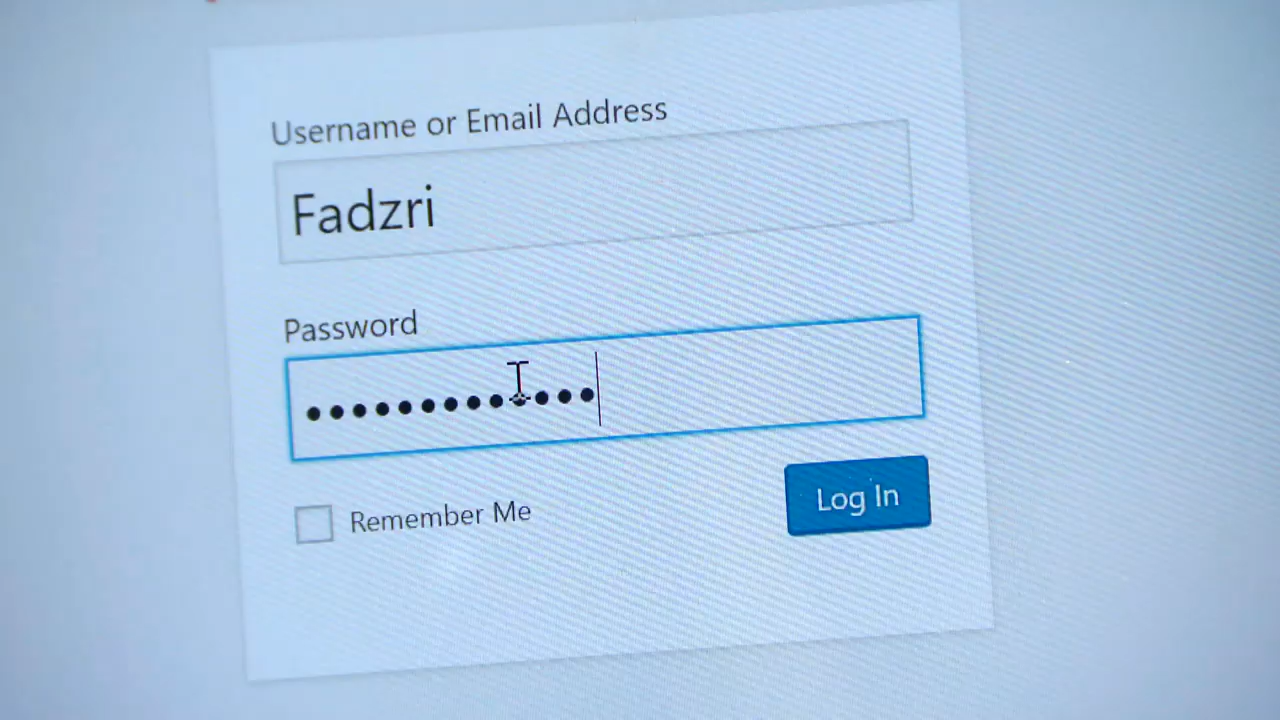 Username or Email Address
Fadzri
Password
•••••••••••••
Remember Me
Log In